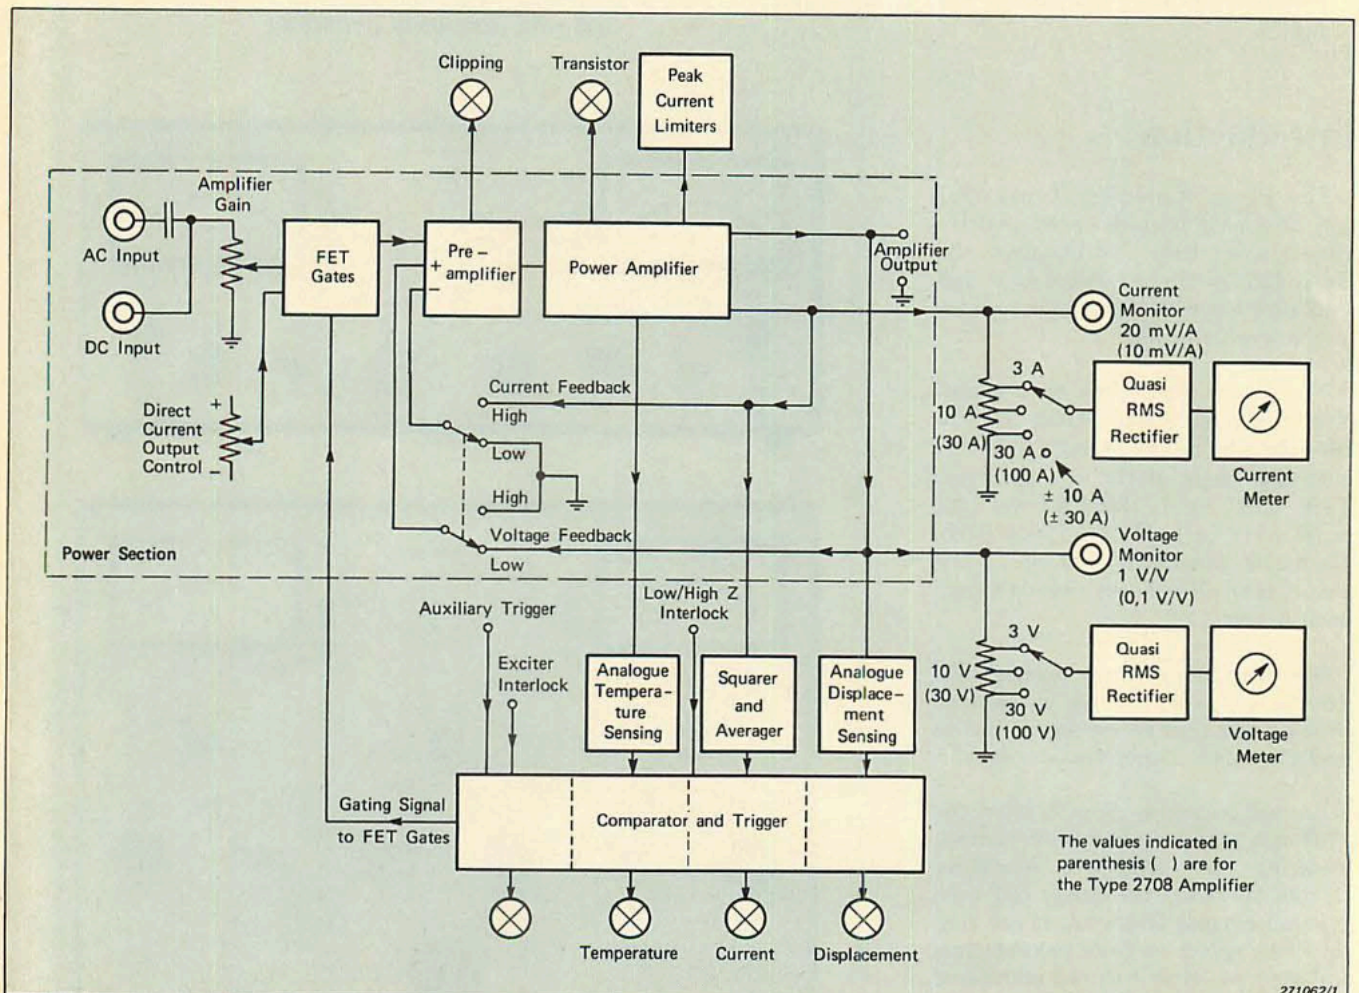 Clipping
Transistor
Peak
Current
Limiters
Amplifier
Gain
AC Input
DC Input
FET
Gates
+
−
Pre –
amplifier
Power Amplifier
Amplifier
Output
Current
Monitor
20 mV/A
(10 mV/A)
Direct
Current
Output
Control
+
−
Current Feedback
High
Low
High
Voltage Feedback
Low
3 A
10 A
(30 A)
30 A
(100 A)
± 10 A
(± 30 A)
Quasi
RMS
Rectifier
Current
Meter
Power Section
Voltage
Monitor
1 V/V
(0,1 V/V)
Auxiliary Trigger
Exciter
Interlock
Low/High Z
Interlock
Analogue
Tempera–
ture
Sensing
Squarer
and
Averager
Analogue
Displace–
ment
Sensing
3 V
10 V
(30 V)
30 V
(100 V)
Quasi
RMS
Rectifier
Voltage
Meter
Gating Signal
to FET Gates
Comparator and Trigger
The values indicated in
parenthesis ( ) are for
the Type 2708 Amplifier
Temperature
Current
Displacement
271062/1